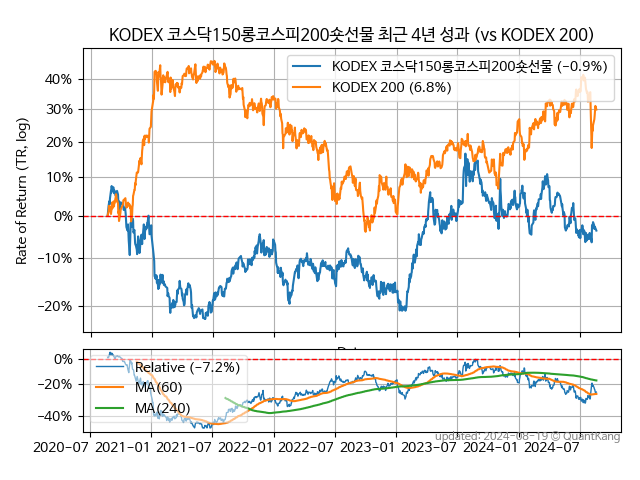 KODEX 코스닥150롱코스피200숏선물 최근 4년 성과 (vs KODEX 200)
KODEX 코스닥150롱코스피200숏선물 (−0.9%)
KODEX 200 (6.8%)
Rate of Return (TR, log)
40%
30%
20%
10%
0%
−10%
−20%
Relative (−7.2%)
MA(60)
MA(240)
0%
−20%
−40%
2020−07 2021−01 2021−07 2022−01 2022−07 2023−01 2023−07 2024−01 2024−07
updated: 2024−08−19 © QuantKang